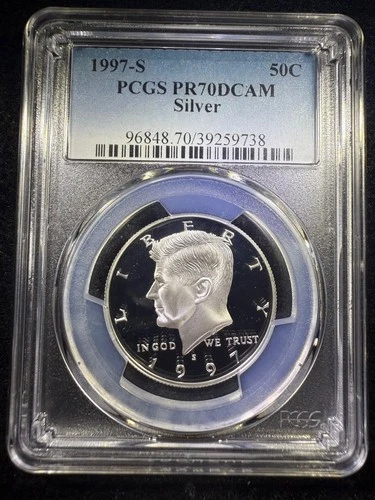 1997-S 50C
PCGS PR70DCAM
Silver
96848.70/39259738
LIBERTY
IN GOD WE TRUST
S
1997
PCGS